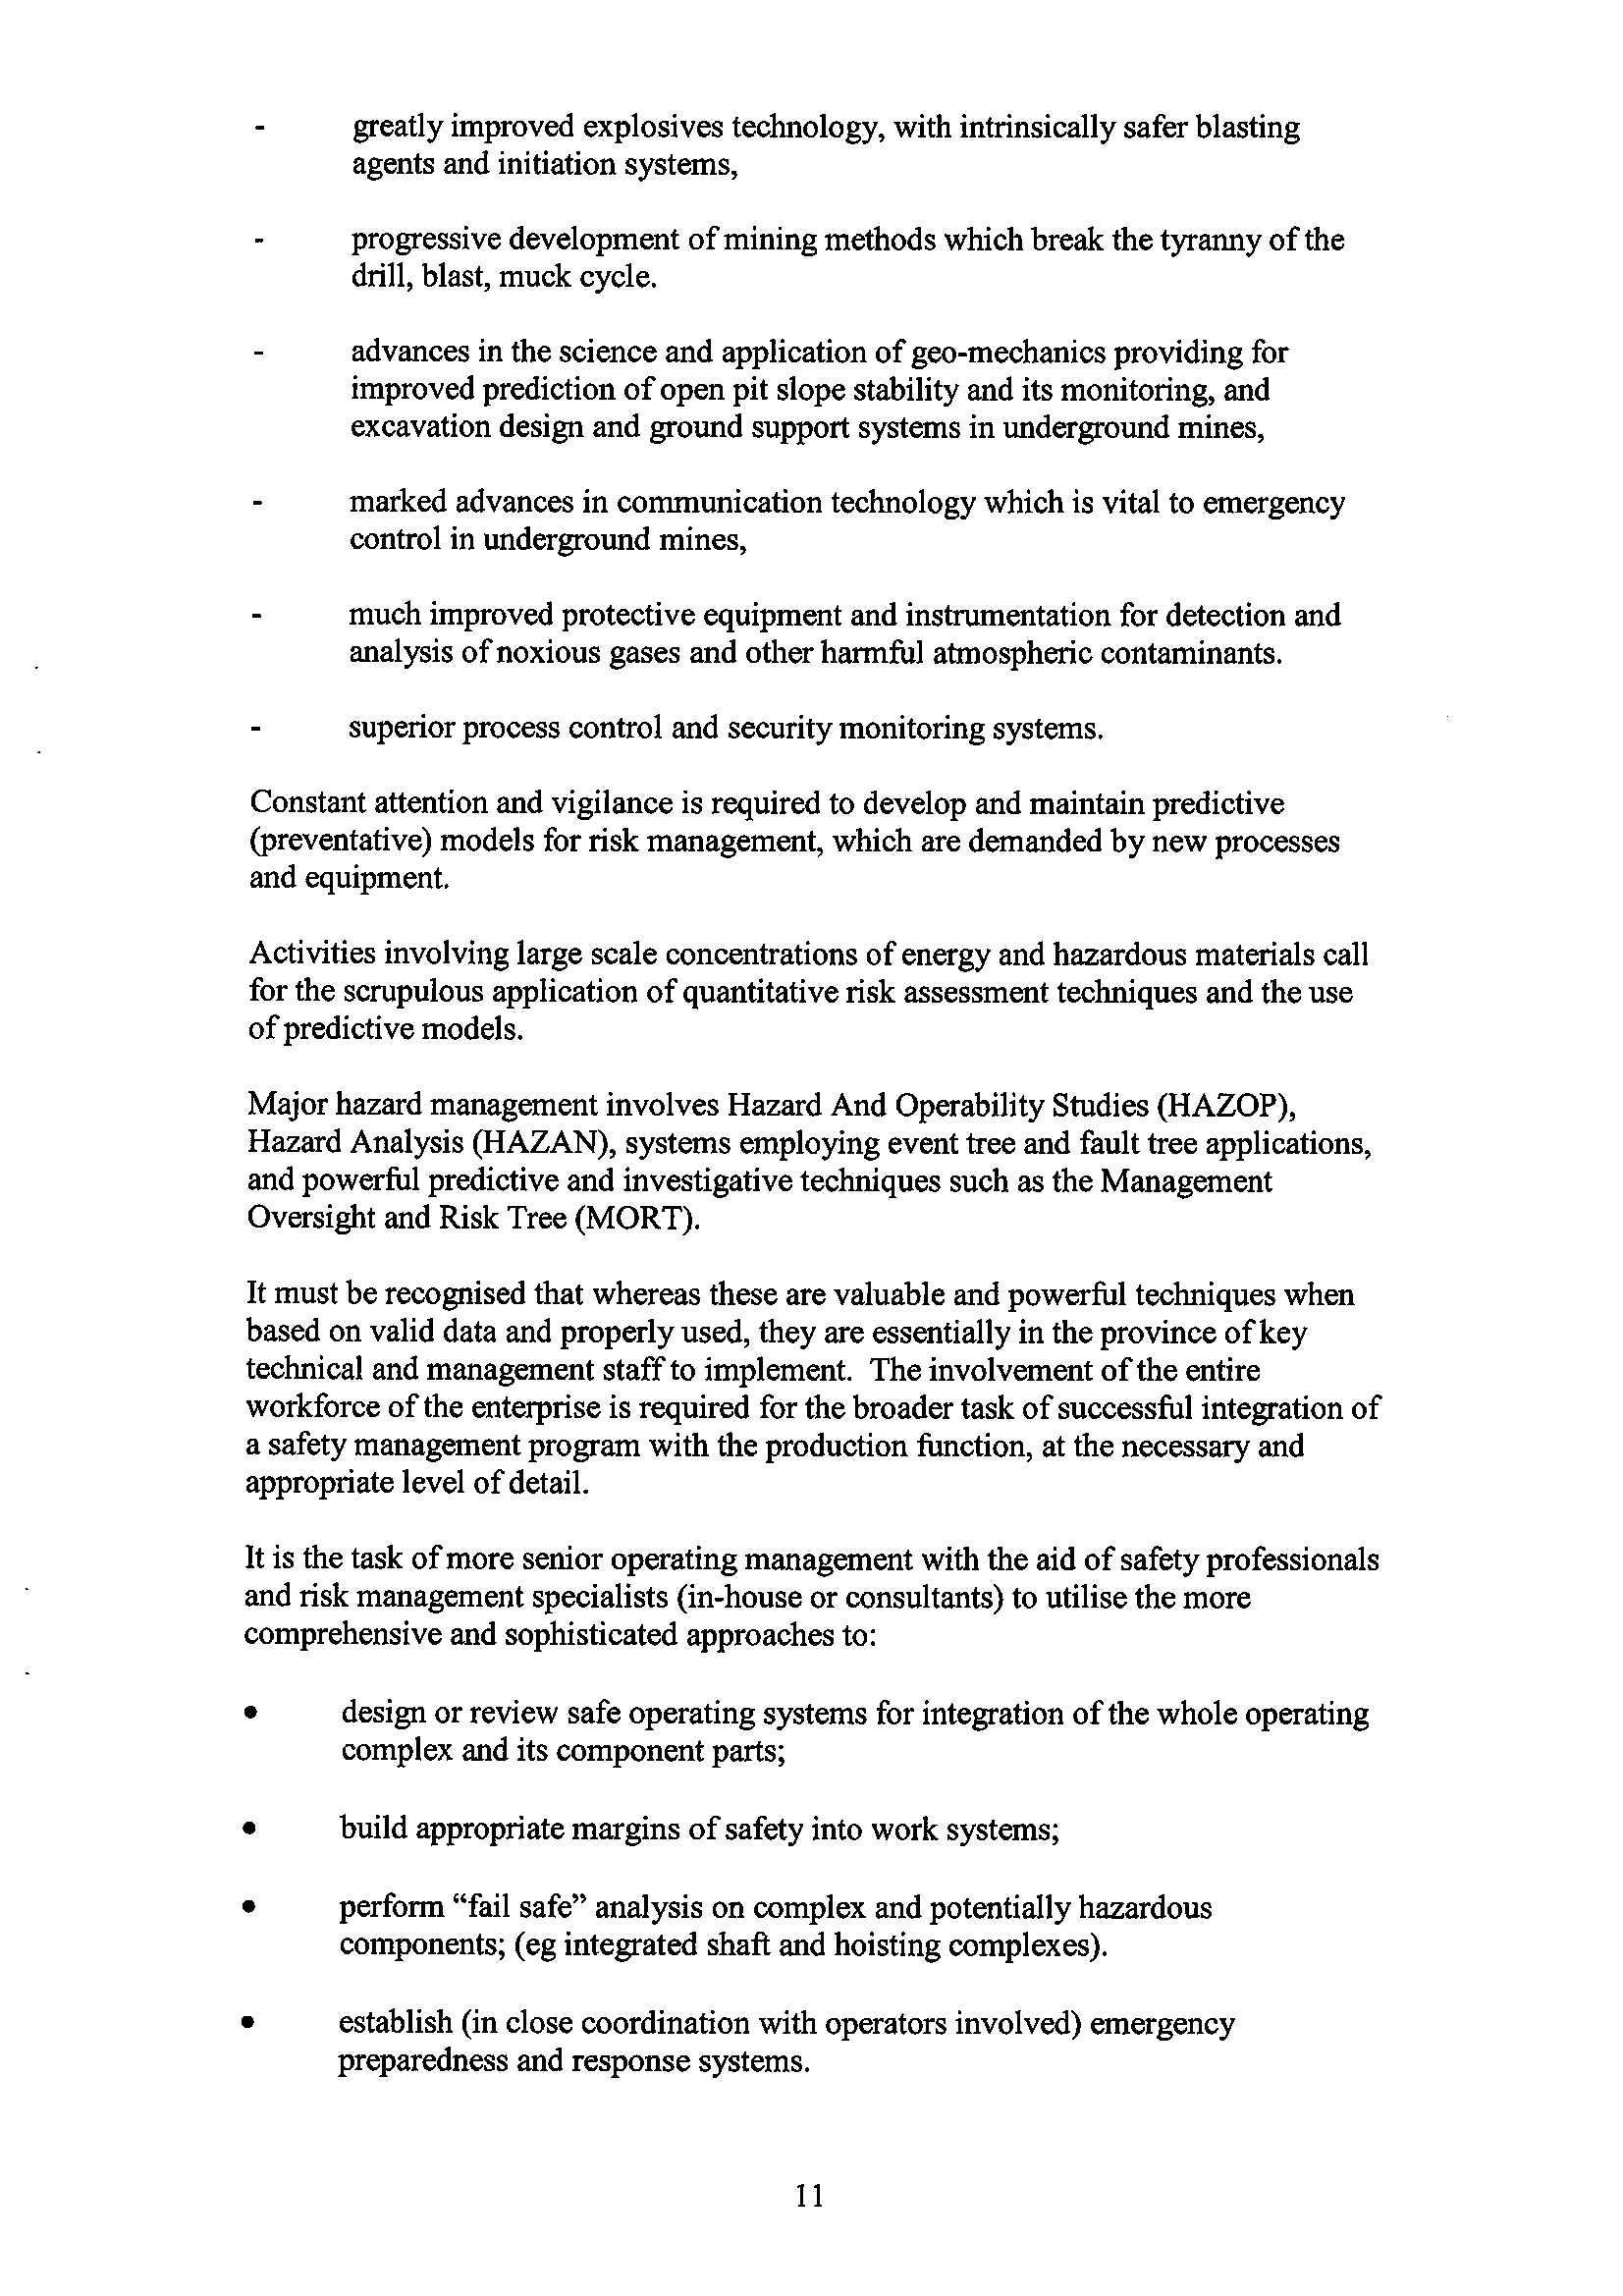 - greatly improved explosives technology, with intrinsically safer blasting
agents and initiation systems,
- progressive development of mining methods which break the tyranny of the
drill, blast, muck cycle.
- advances in the science and application of geo-mechanics providing for
improved prediction of open pit slope stability and its monitoring, and
excavation design and ground support systems in underground mines,
- marked advances in communication technology which is vital to emergency
control in underground mines,
- much improved protective equipment and instrumentation for detection and
analysis of noxious gases and other harmful atmospheric contaminants.
- superior process control and security monitoring systems.
Constant attention and vigilance is required to develop and maintain predictive
(preventative) models for risk management, which are demanded by new processes
and equipment.
Activities involving large scale concentrations of energy and hazardous materials call
for the scrupulous application of quantitative risk assessment techniques and the use
of predictive models.
Major hazard management involves Hazard And Operability Studies (HAZOP),
Hazard Analysis (HAZAN), systems employing event tree and fault tree applications,
and powerful predictive and investigative techniques such as the Management
Oversight and Risk Tree (MORT).
It must be recognised that whereas these are valuable and powerful techniques when
based on valid data and properly used, they are essentially in the province of key
technical and management staff to implement. The involvement of the entire
workforce of the enterprise is required for the broader task of successful integration of
a safety management program with the production function, at the necessary and
appropriate level of detail.
It is the task of more senior operating management with the aid of safety professionals
and risk management specialists (in-house or consultants) to utilise the more
comprehensive and sophisticated approaches to:
• design or review safe operating systems for integration of the whole operating
complex and its component parts;
• build appropriate margins of safety into work systems;
• perform “fail safe” analysis on complex and potentially hazardous
components; (eg integrated shaft and hoisting complexes).
• establish (in close coordination with operators involved) emergency
preparedness and response systems.
11